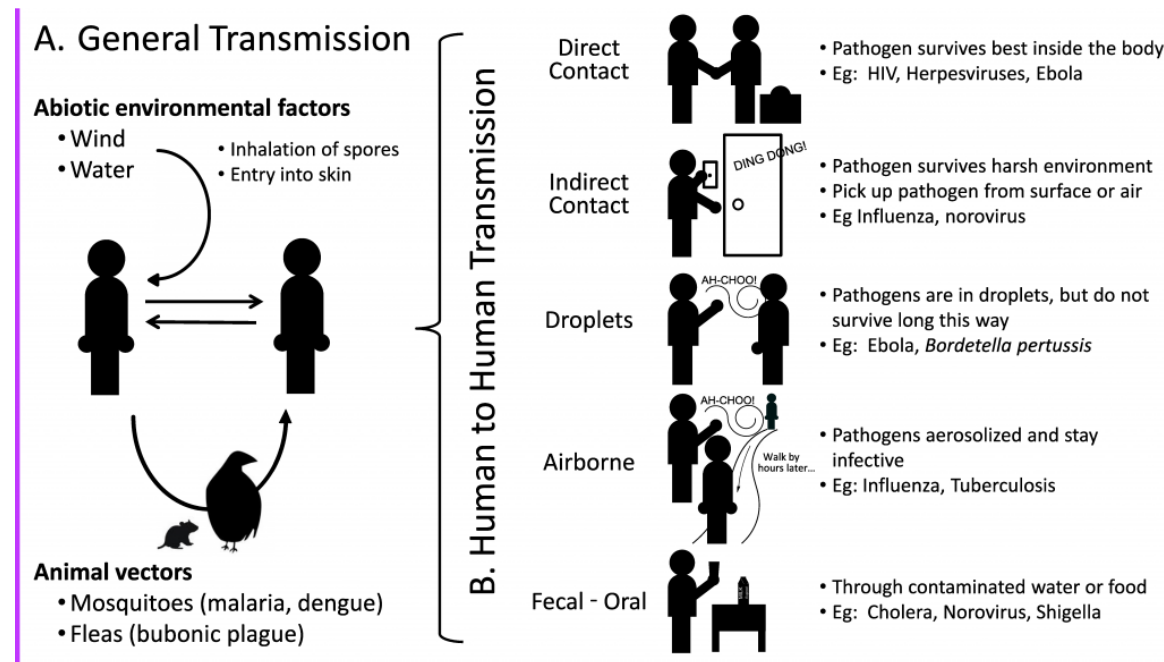 A. General Transmission
Abiotic environmental factors
• Wind
• Water
• Inhalation of spores
• Entry into skin
Animal vectors
• Mosquitoes (malaria, dengue)
• Fleas (bubonic plague)
B. Human to Human Transmission
Direct
Contact
• Pathogen survives best inside the body
• Eg: HIV, Herpesviruses, Ebola
Indirect
Contact
DING DONG!
• Pathogen survives harsh environment
• Pick up pathogen from surface or air
• Eg Influenza, norovirus
Droplets
AH-CHOO!
• Pathogens are in droplets, but do not
survive long this way
• Eg: Ebola, Bordetella pertussis
Airborne
AH-CHOO!
Walk by
hours later...
• Pathogens aerosolized and stay
infective
• Eg: Influenza, Tuberculosis
Fecal - Oral
• Through contaminated water or food
• Eg: Cholera, Norovirus, Shigella